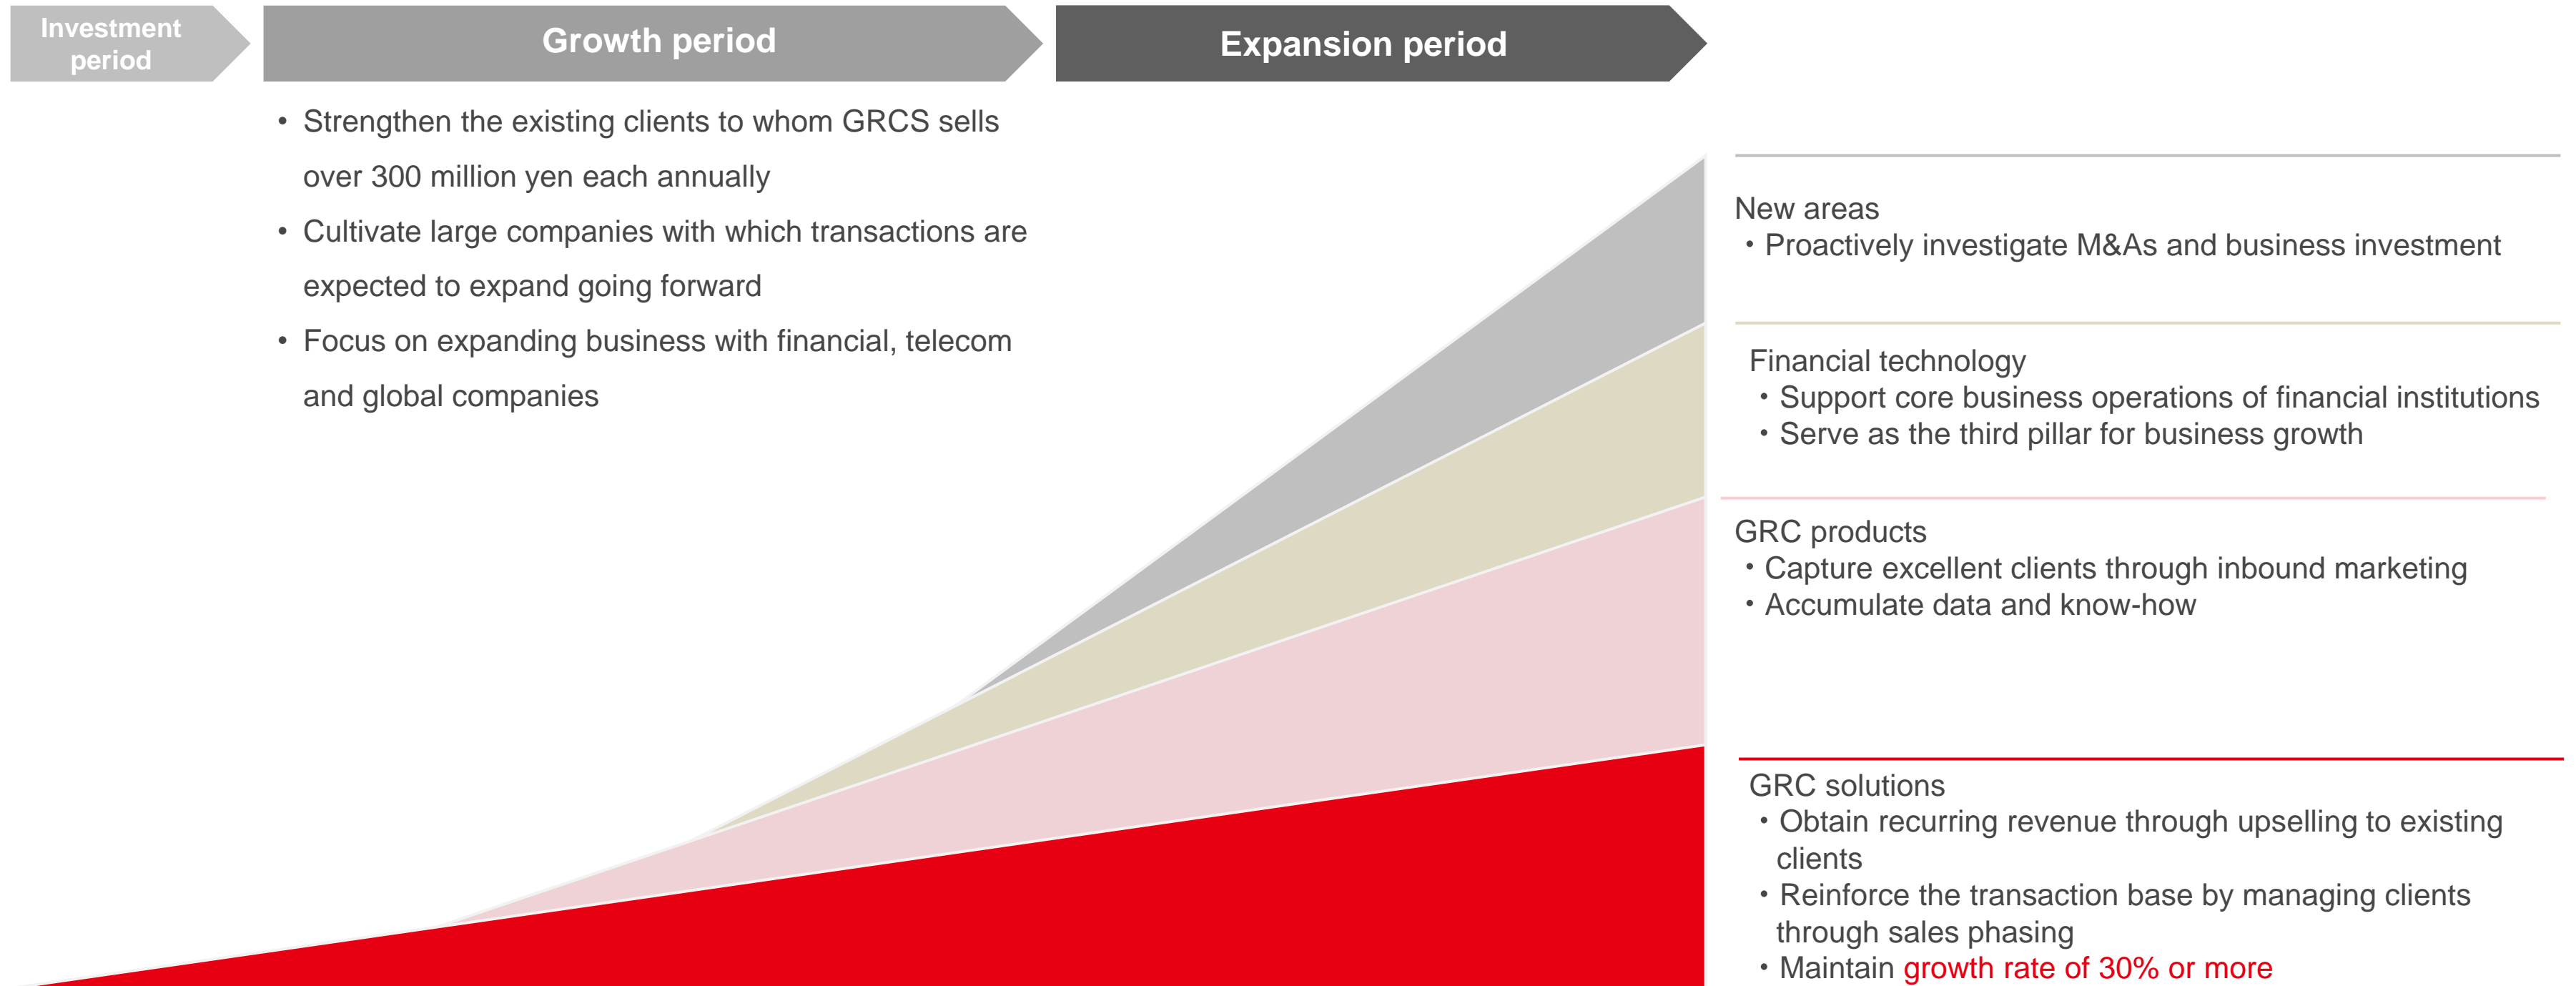 Investment
period
Growth period
Expansion period
• Strengthen the existing clients to whom GRCS sells
over 300 million yen each annually
• Cultivate large companies with which transactions are
expected to expand going forward
• Focus on expanding business with financial, telecom
and global companies
New areas
・Proactively investigate M&As and business investment
Financial technology
・Support core business operations of financial institutions
・Serve as the third pillar for business growth
GRC products
・Capture excellent clients through inbound marketing
・Accumulate data and know-how
GRC solutions
・Obtain recurring revenue through upselling to existing
clients
・Reinforce the transaction base by managing clients
through sales phasing
・Maintain growth rate of 30% or more